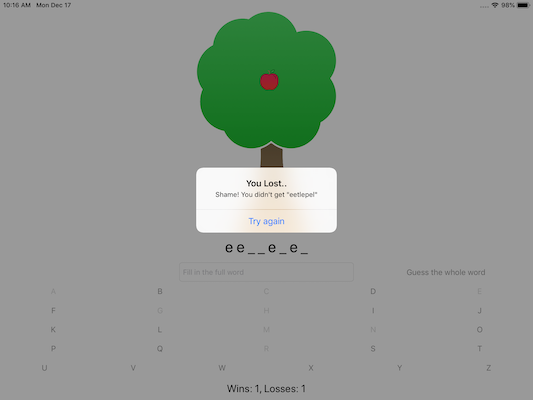 10:16 AM Mon Dec 17 98%
You Lost..
Shame! You didn't get "eetlepel"
Try again
ee__e_e_
Fill in the full word Guess the whole word
A B C D E
F G H I J
K L M N O
P Q R S T
U V W X Y Z
Wins: 1, Losses: 1